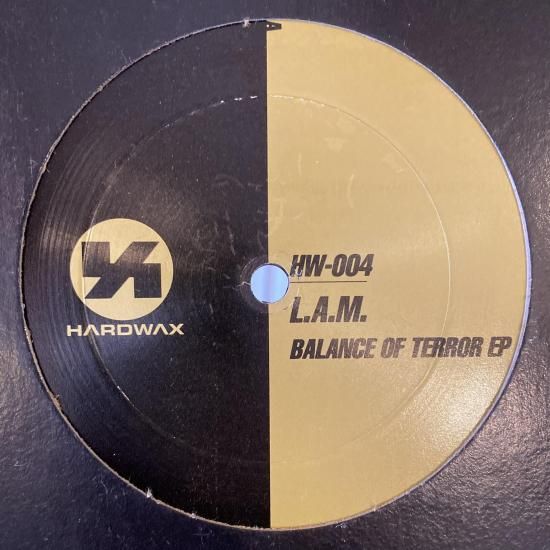 A
HARDWAX
HW-004
L.A.M.
BALANCE OF TERROR EP